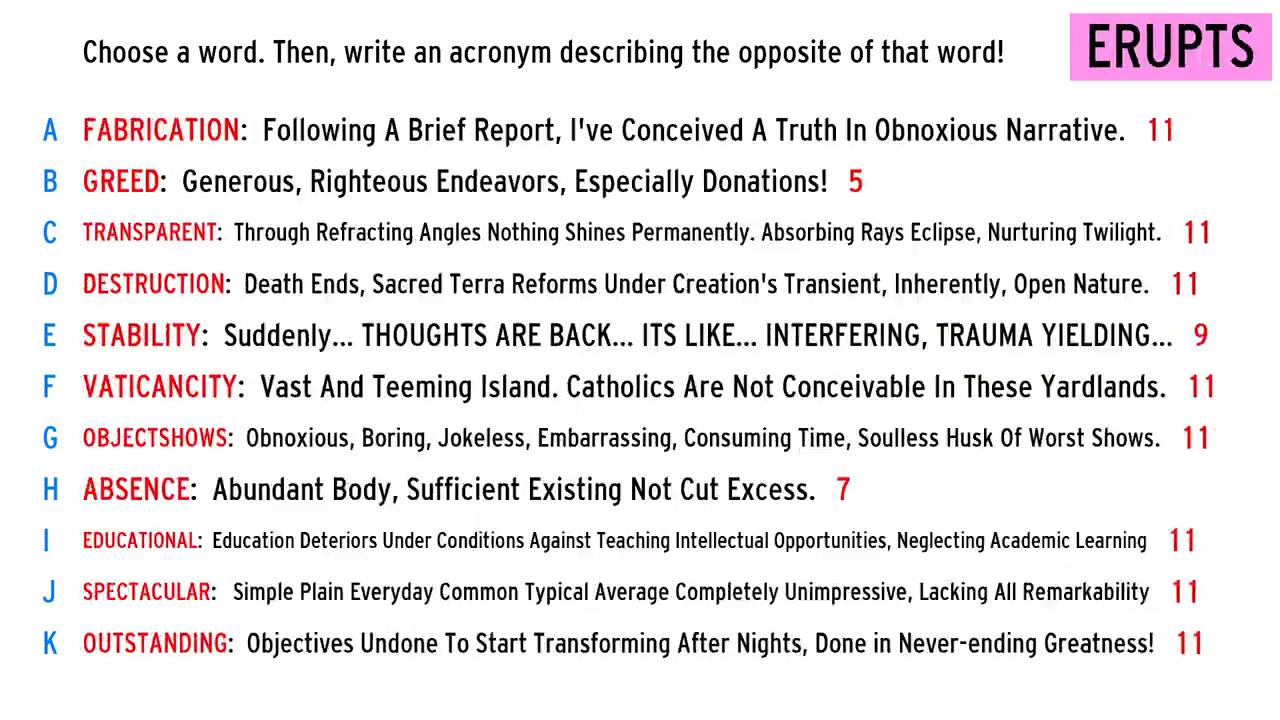 Choose a word. Then, write an acronym describing the opposite of that word!
ERUPTS
A FABRICATION: Following A Brief Report, I've Conceived A Truth In Obnoxious Narrative. 11
B GREED: Generous, Righteous Endeavors, Especially Donations! 5
C TRANSPARENT: Through Refracting Angles Nothing Shines Permanently. Absorbing Rays Eclipse, Nurturing Twilight. 11
D DESTRUCTION: Death Ends, Sacred Terra Reforms Under Creation's Transient, Inherently, Open Nature. 11
E STABILITY: Suddenly... THOUGHTS ARE BACK... ITS LIKE... INTERFERING, TRAUMA YIELDING... 9
F VATICANCITY: Vast And Teeming Island. Catholics Are Not Conceivable In These Yardlands. 11
G OBJECTSHOWS: Obnoxious, Boring, Jokeless, Embarrassing, Consuming Time, Soulless Husk Of Worst Shows. 11
H ABSENCE: Abundant Body, Sufficient Existing Not Cut Excess. 7
I EDUCATIONAL: Education Deteriors Under Conditions Against Teaching Intellectual Opportunities, Neglecting Academic Learning 11
J SPECTACULAR: Simple Plain Everyday Common Typical Average Completely Unimpressive, Lacking All Remarkability 11
K OUTSTANDING: Objectives Undone To Start Transforming After Nights, Done in Never-ending Greatness! 11